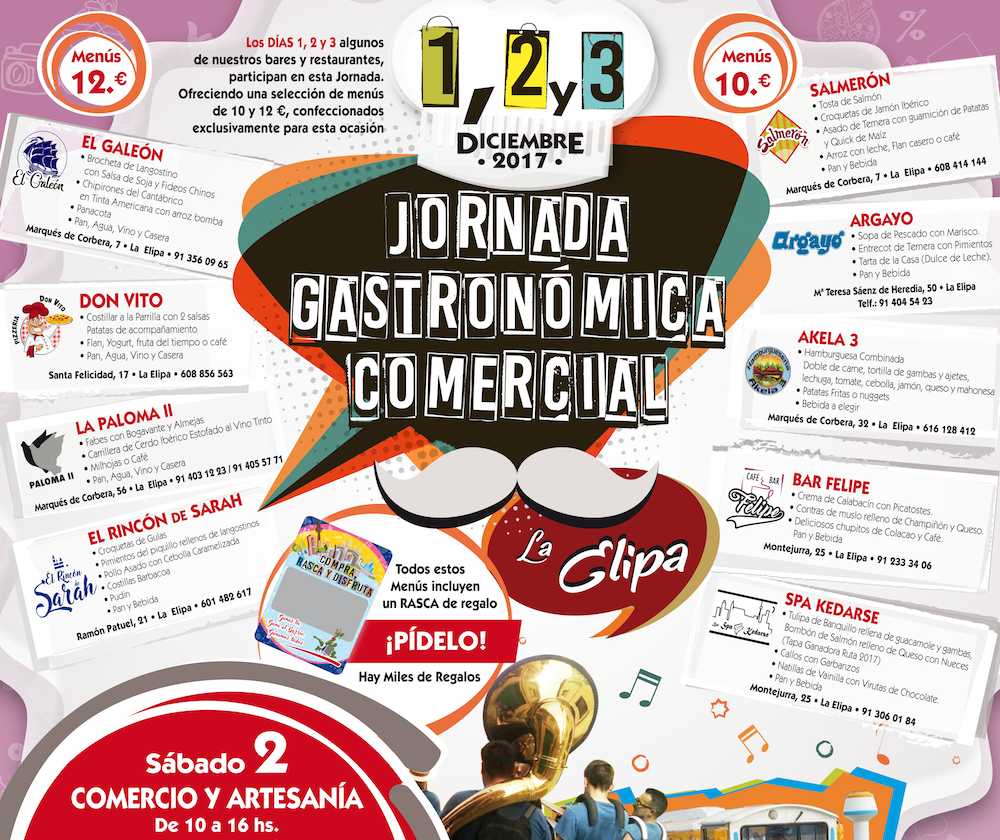 Menús
12.€
Los DÍAS 1, 2 y 3 algunos
de nuestros bares y restaurantes,
participan en esta Jornada.
Ofreciendo una selección de menús
de 10 y 12 €, confeccionados
exclusivamente para esta ocasión
1, 2 y 3
DICIEMBRE
• 2017 •
JORNADA
GASTRONÓMICA
COMERCIAL
La Elipa
El Galeón
EL GALEÓN
• Brocheta de Langostino
con Salsa de Soja y Fideos Chinos
• Chipirones del Cantábrico
en Tinta Americana con arroz bomba
• Panacota
• Pan, Agua, Vino y Casera
Marqués de Corbera, 7 • La Elipa • 91 356 09 65
PIZZERIA
DON VITO
DON VITO
• Costillar a la Parrilla con 2 salsas
Patatas de acompañamiento
• Flan, Yogurt, fruta del tiempo o café
• Pan, Agua, Vino y Casera
Santa Felicidad, 17 • La Elipa • 608 856 563
PALOMA II
LA PALOMA II
• Fabes con Bogavante y Almejas
• Carrillera de Cerdo Ibérico Estofado al Vino Tinto
• Milhojas o Café
• Pan, Agua, Vino y Casera
Marqués de Corbera, 56 • La Elipa • 91 403 12 23 / 91 405 57 71
El Rincón de Sarah
EL RINCÓN DE SARAH
• Croquetas de Gulas
• Pimientos del piquillo rellenos de langostinos
• Pollo Asado con Cebolla Caramelizada
• Costillas Barbacoa
• Pudin
• Pan y Bebida
Ramón Patuel, 21 • La Elipa • 601 482 617
Menús
10.€
Salmerón
SALMERÓN
• Tosta de Salmón
• Croquetas de Jamón Ibérico
• Asado de Ternera con guarnición de Patatas
y Quick de Maíz
• Arroz con leche, Flan casero o café
• Pan y Bebida
Marqués de Corbera, 7 • La Elipa • 608 414 144
Argayo
ARGAYO
• Sopa de Pescado con Marisco.
• Entrecot de Ternera con Pimientos
• Tarta de la Casa (Dulce de Leche).
• Pan y Bebida
Mª Teresa Sáenz de Heredia, 50 • La Elipa
Telf.: 91 404 54 23
Hamburguesería
Akela
AKELA 3
• Hamburguesa Combinada
Doble de carne, tortilla de gambas y ajetes,
lechuga, tomate, cebolla, jamón, queso y mahonesa
• Patatas Fritas o nuggets
• Bebida a elegir
Marqués de Corbera, 32 • La Elipa • 616 128 412
CAFÉ BAR
Felipe
BAR FELIPE
• Crema de Calabacín con Picatostes.
• Contras de muslo relleno de Champiñón y Queso.
• Deliciosos chupitos de Colacao y Café.
• Pan y Bebida
Montejurra, 25 • La Elipa • 91 233 34 06
Spa Kedarse
SPA KEDARSE
• Tulipa de Banquillo rellena de guacamole y gambas,
Bombón de Salmón relleno de Queso con Nueces
(Tapa Ganadora Ruta 2017)
• Callos con Garbanzos
• Natillas de Vainilla con Virutas de Chocolate.
• Pan y Bebida
Montejurra, 25 • La Elipa • 91 306 01 84
COMPRA,
RASCA Y DISFRUTA
Todos estos
Menús incluyen
un RASCA de regalo
¡PÍDELO!
Hay Miles de Regalos
Sábado 2
COMERCIO Y ARTESANÍA
De 10 a 16 hs.